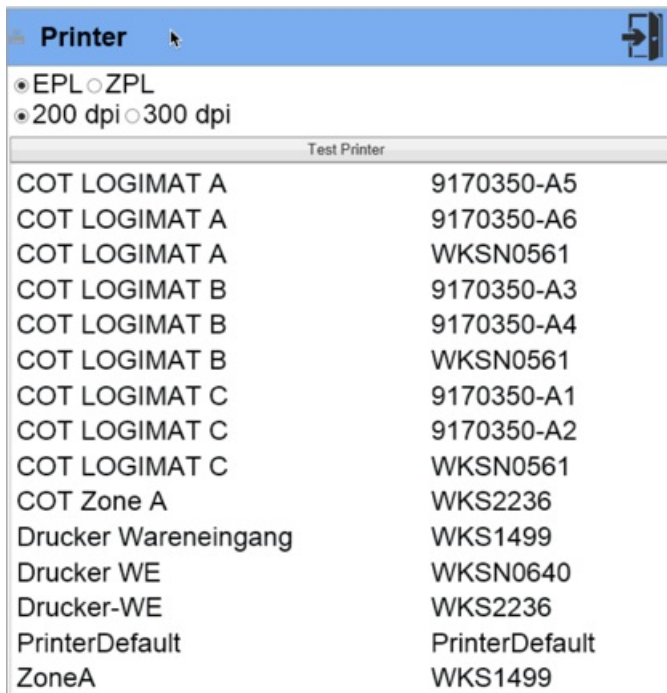 Printer
EPL ZPL
200 dpi 300 dpi
Test Printer
COT LOGIMAT A 9170350-A5
COT LOGIMAT A 9170350-A6
COT LOGIMAT A WKSN0561
COT LOGIMAT B 9170350-A3
COT LOGIMAT B 9170350-A4
COT LOGIMAT B WKSN0561
COT LOGIMAT C 9170350-A1
COT LOGIMAT C 9170350-A2
COT LOGIMAT C WKSN0561
COT Zone A WKS2236
Drucker Wareneingang WKS1499
Drucker WE WKSN0640
Drucker-WE WKS2236
PrinterDefault PrinterDefault
ZoneA WKS1499